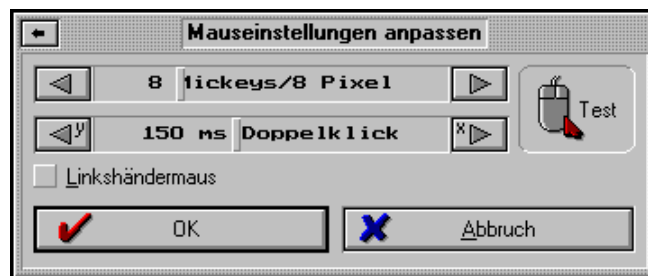 Mauseinstellungen anpassen
8 Mickeys/8 Pixel
Test
y 150 ms Doppelklick x
Linkshändermaus
OK Abbruch